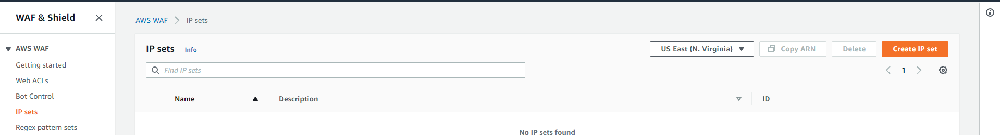 WAF & Shield
AWS WAF
Getting started
Web ACLs
Bot Control
IP sets
Regex pattern sets
AWS WAF IP sets
IP sets Info
US East (N. Virginia) Copy ARN Delete Create IP set
Find IP sets
1
Name Description ID
No IP sets found